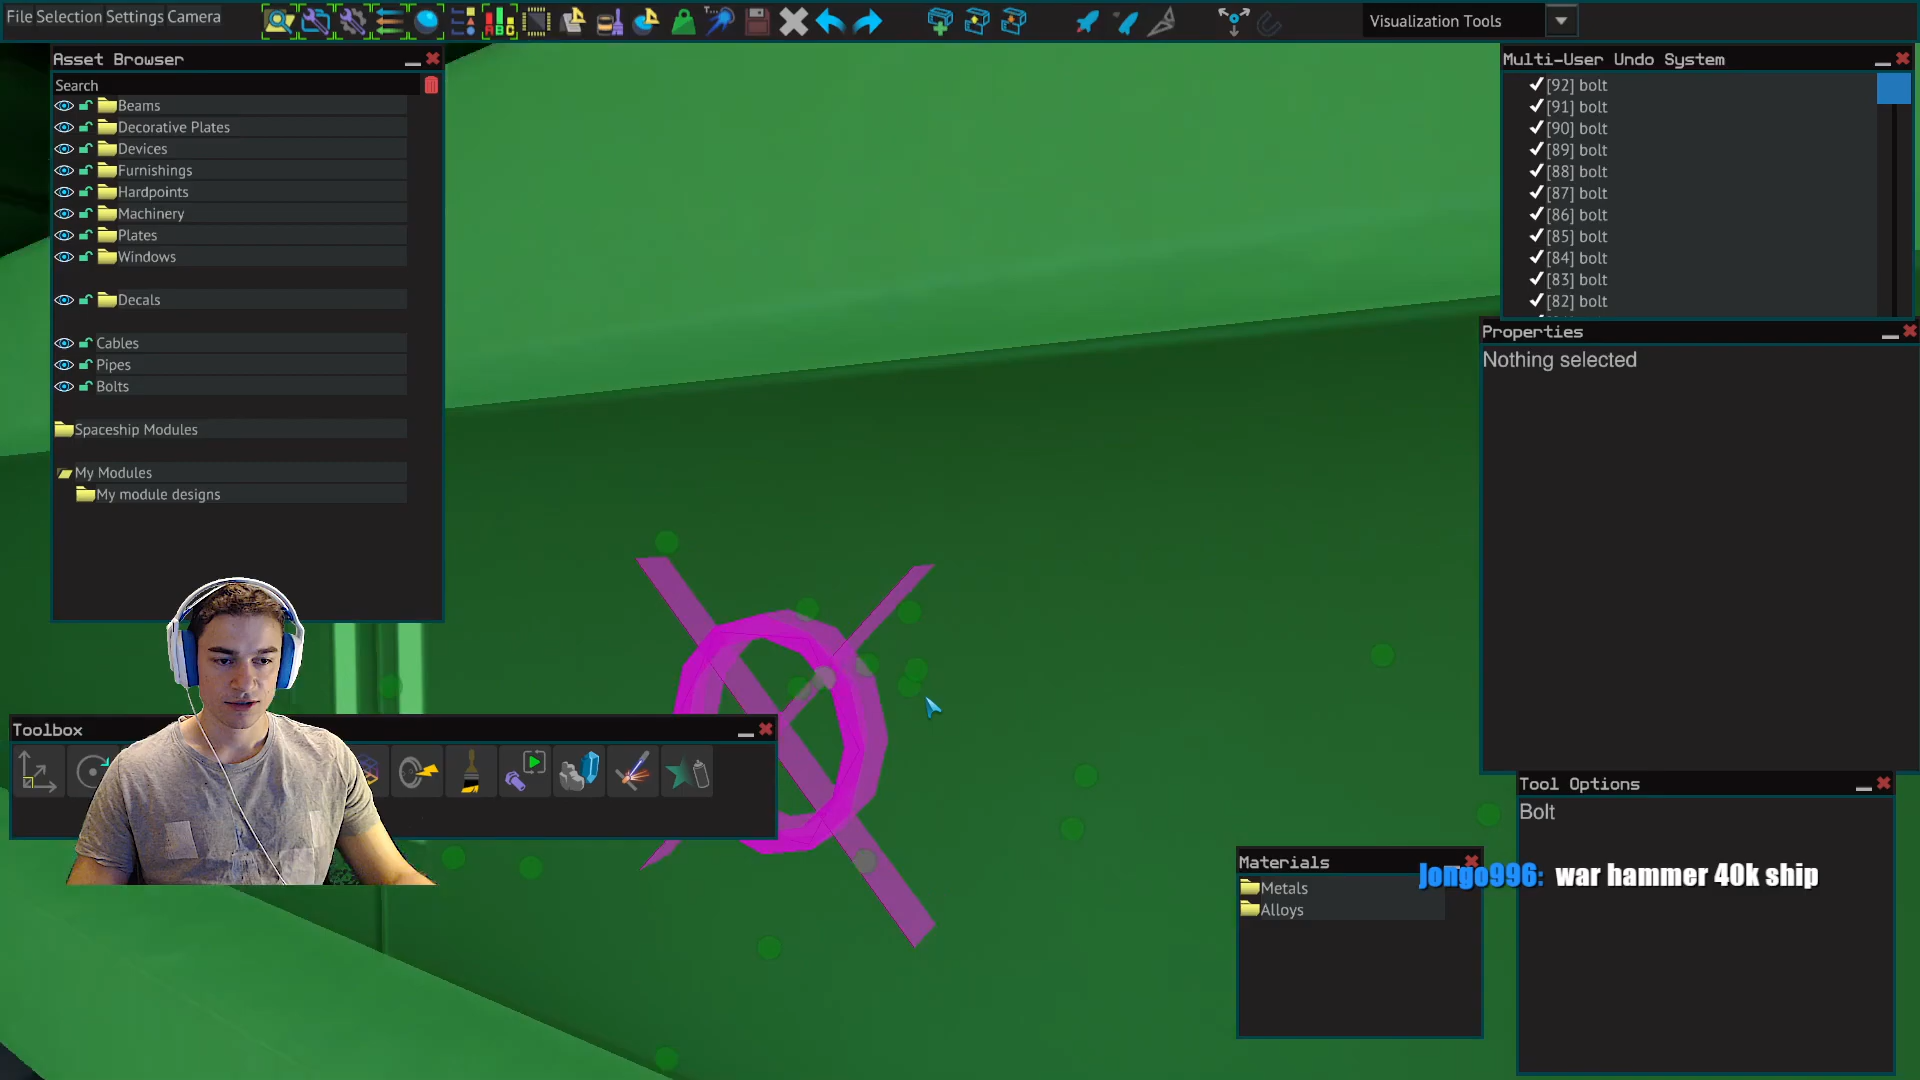 File Selection Settings Camera
ABC
Visualization Tools
Asset Browser
Search
Beams
Decorative Plates
Devices
Furnishings
Hardpoints
Machinery
Plates
Windows
Decals
Cables
Pipes
Bolts
Spaceship Modules
My Modules
My module designs
Multi-User Undo System
[92] bolt
[91] bolt
[90] bolt
[89] bolt
[88] bolt
[87] bolt
[86] bolt
[85] bolt
[84] bolt
[83] bolt
[82] bolt
Properties
Nothing selected
Toolbox
Tool Options
Bolt
Materials
Metals
Alloys
Jongo996: war hammer 40k ship